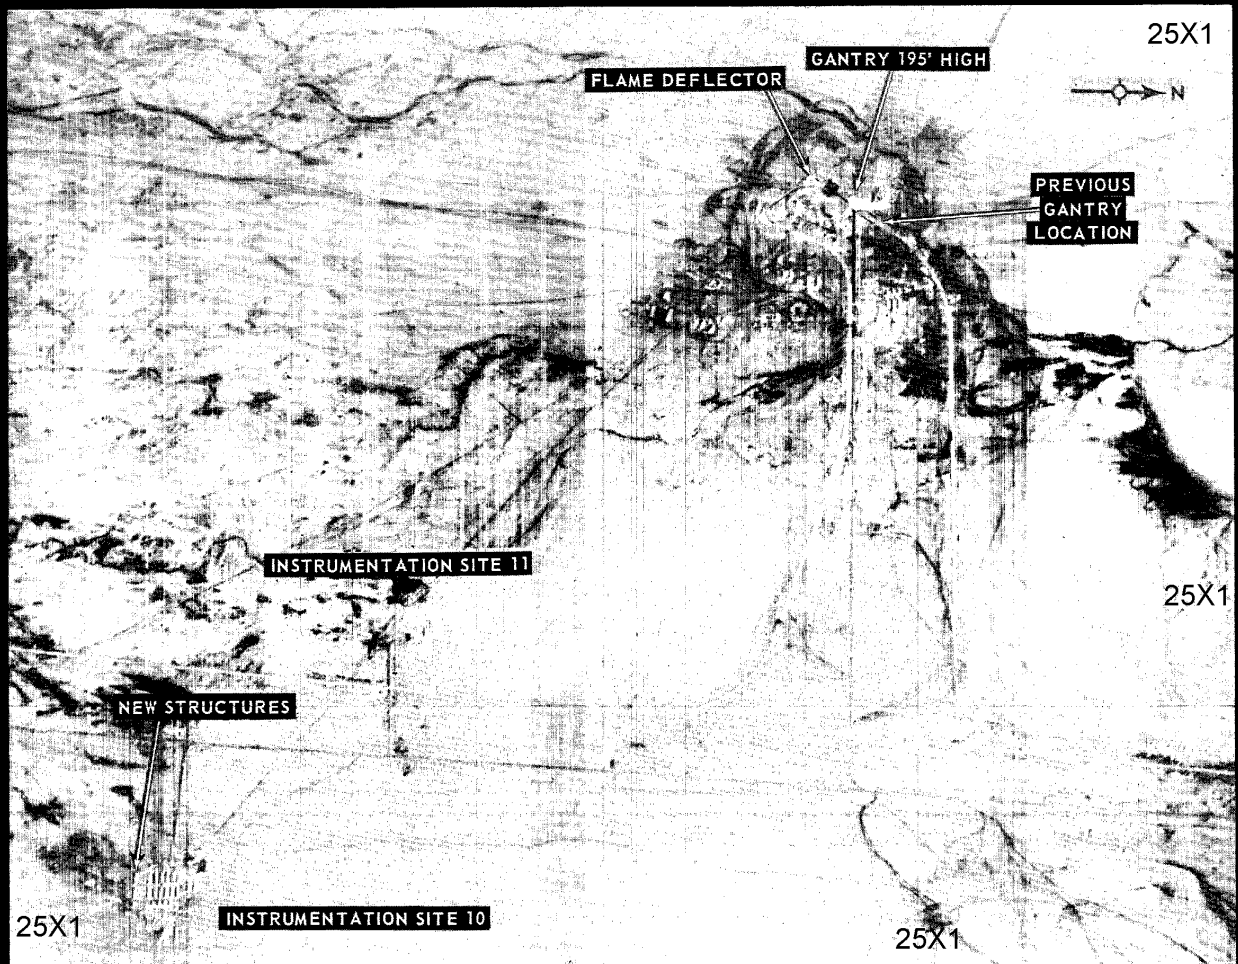 25X1
GANTRY 195' HIGH
FLAME DEFLECTOR
N
PREVIOUS
GANTRY
LOCATION
INSTRUMENTATION SITE 11
25X1
NEW STRUCTURES
INSTRUMENTATION SITE 10
25X1
25X1